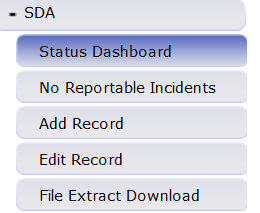 SDA
Status Dashboard
No Reportable Incidents
Add Record
Edit Record
File Extract Download